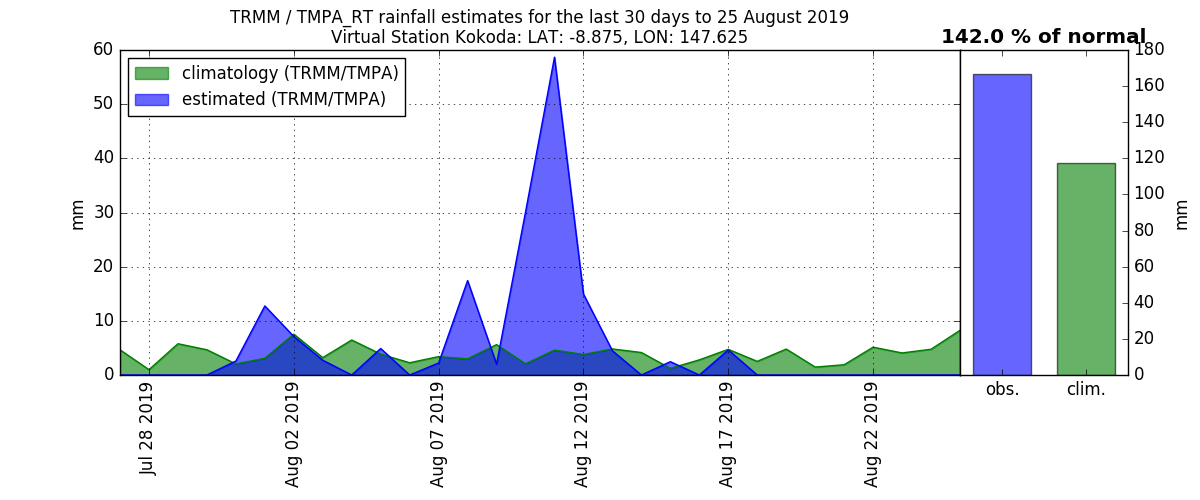 TRMM / TMPA_RT rainfall estimates for the last 30 days to 25 August 2019
Virtual Station Kokoda: LAT: -8.875, LON: 147.625
142.0 % of normal
climatology (TRMM/TMPA)
estimated (TRMM/TMPA)
60
50
40
30
20
10
0
mm
Jul 28 2019
Aug 02 2019
Aug 07 2019
Aug 12 2019
Aug 17 2019
Aug 22 2019
180
160
140
120
100
80
60
40
20
0
mm
obs.
clim.